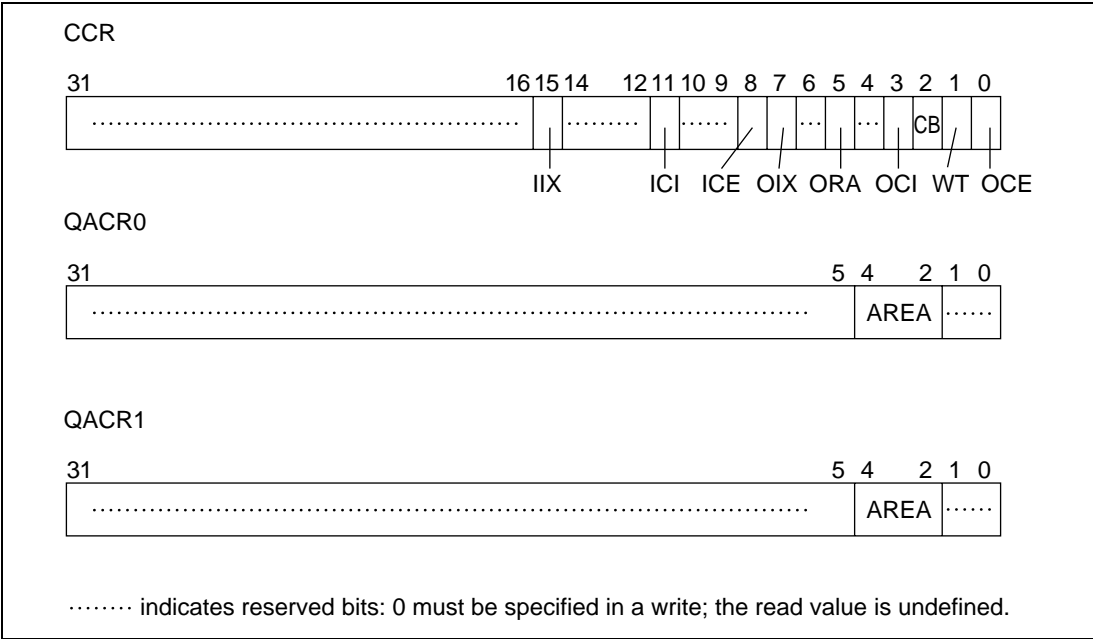 CCR
31 16 15 14 12 11 10 9 8 7 6 5 4 3 2 1 0
CB
IIX ICI ICE OIX ORA OCI WT OCE
QACR0
31 5 4 2 1 0
AREA
QACR1
31 5 4 2 1 0
AREA
········ indicates reserved bits: 0 must be specified in a write; the read value is undefined.